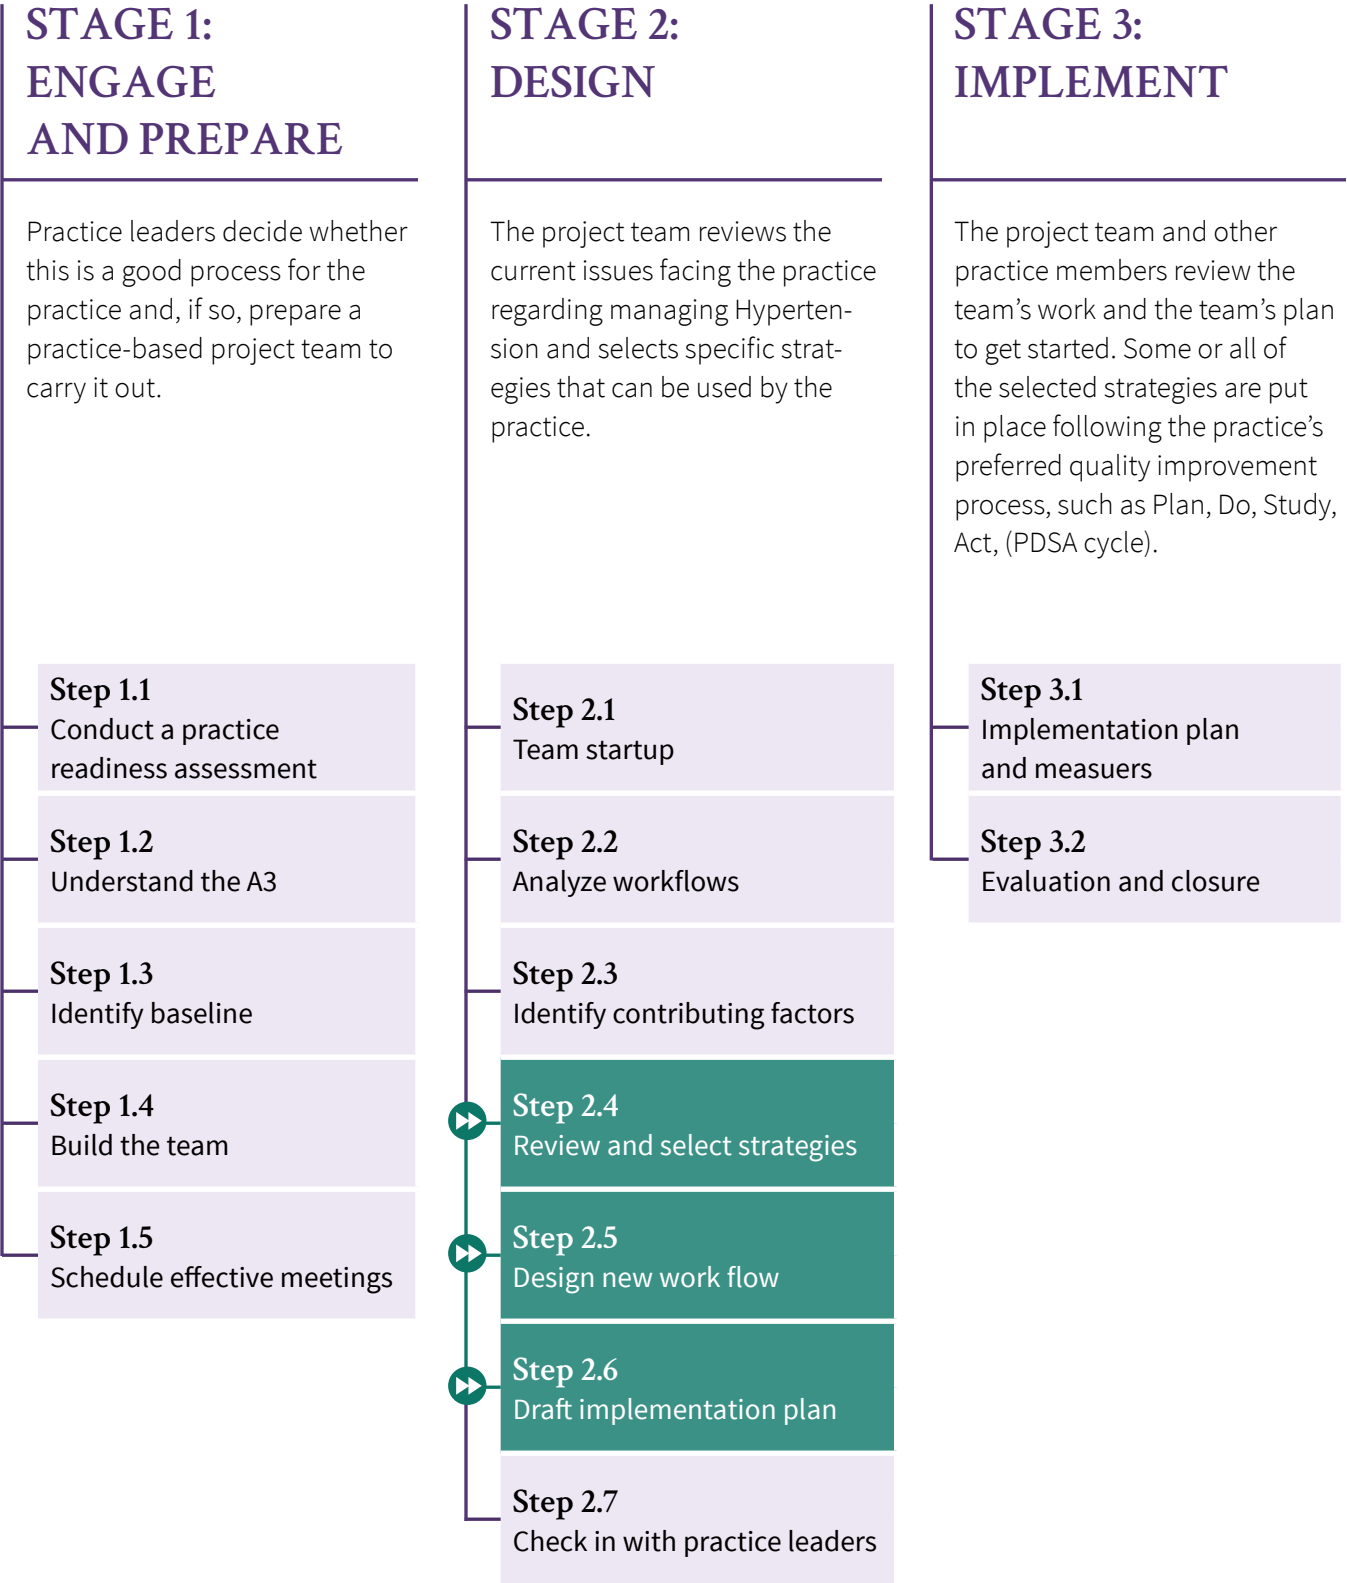 STAGE 1:
ENGAGE
AND PREPARE
Practice leaders decide whether
this is a good process for the
practice and, if so, prepare a
practice-based project team to
carry it out.
Step 1.1
Conduct a practice
readiness assessment
Step 1.2
Understand the A3
Step 1.3
Identify baseline
Step 1.4
Build the team
Step 1.5
Schedule effective meetings
STAGE 2:
DESIGN
The project team reviews the
current issues facing the practice
regarding managing Hyperten-
sion and selects specific strat-
egies that can be used by the
practice.
Step 2.1
Team startup
Step 2.2
Analyze workflows
Step 2.3
Identify contributing factors
Step 2.4
Review and select strategies
Step 2.5
Design new work flow
Step 2.6
Draft implementation plan
Step 2.7
Check in with practice leaders
STAGE 3:
IMPLEMENT
The project team and other
practice members review the
team’s work and the team’s plan
to get started. Some or all of
the selected strategies are put
in place following the practice’s
preferred quality improvement
process, such as Plan, Do, Study,
Act, (PDSA cycle).
Step 3.1
Implementation plan
and measuers
Step 3.2
Evaluation and closure